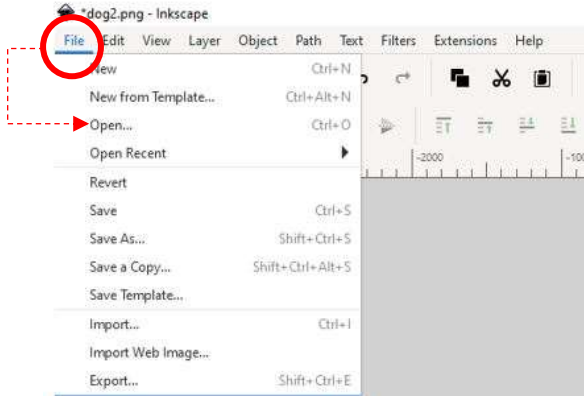 *dog2.png - Inkscape
File Edit View Layer Object Path Text Filters Extensions Help
New Ctrl+N
New from Template... Ctrl+Alt+N
Open... Ctrl+O
Open Recent
-2000
Revert
Save Ctrl+S
Save As... Shift+Ctrl+S
Save a Copy... Shift+Ctrl+Alt+S
Save Template...
Import... Ctrl+I
Import Web Image...
Export... Shift+Ctrl+E